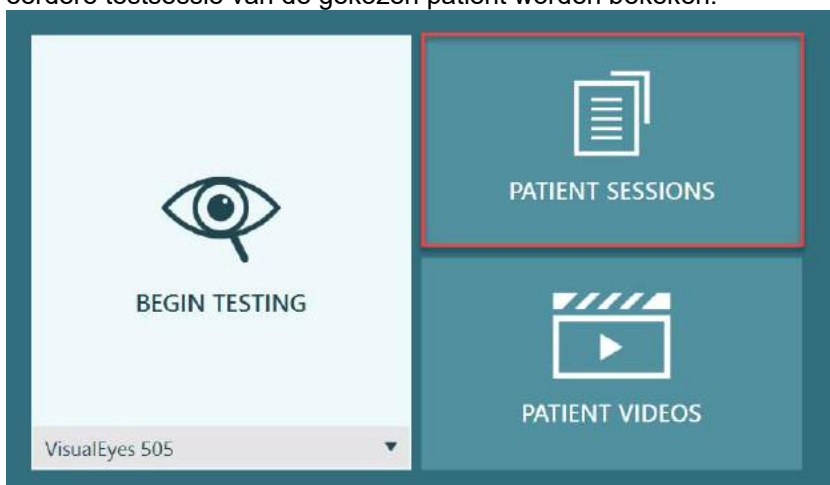 eerdere testsessie van de gekozen patiënt worden bekeken.
PATIENT SESSIONS
BEGIN TESTING
PATIENT VIDEOS
VisualEyes 505